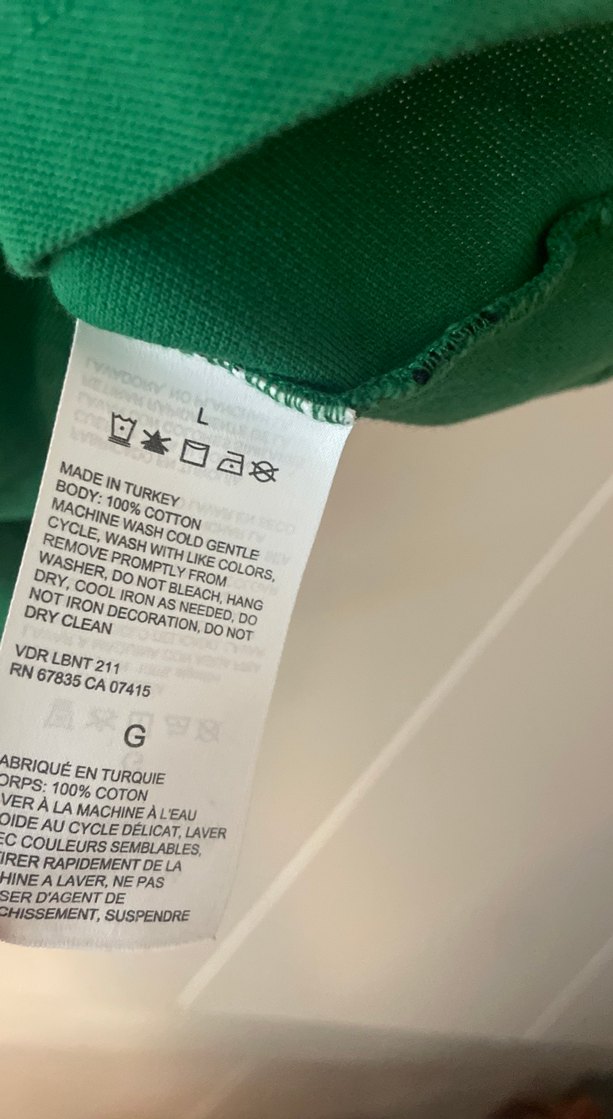 L
MADE IN TURKEY
BODY: 100% COTTON
MACHINE WASH COLD GENTLE
CYCLE, WASH WITH LIKE COLORS,
REMOVE PROMPTLY FROM
WASHER, DO NOT BLEACH, HANG
DRY, COOL IRON AS NEEDED, DO
NOT IRON DECORATION, DO NOT
DRY CLEAN
VDR LBNT 211
RN 67835 CA 07415
G
ABRIQUÉ EN TURQUIE
ORPS: 100% COTON
VER À LA MACHINE À L'EAU
OIDE AU CYCLE DÉLICAT, LAVER
EC COULEURS SEMBLABLES,
TIRER RAPIDEMENT DE LA
HINE A LAVER, NE PAS
SER D'AGENT DE
CHISSEMENT, SUSPENDRE